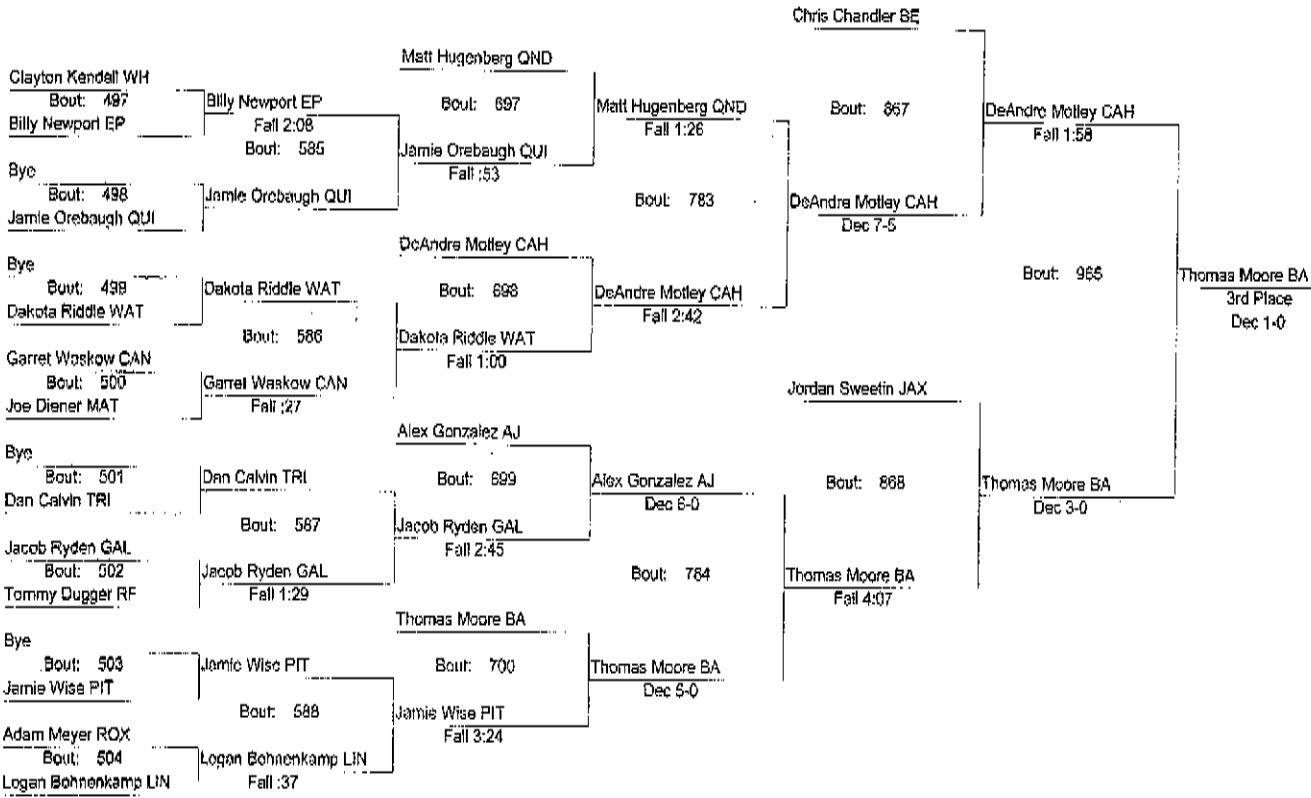 Chris Chandler BE
Matt Hugenberg QND
Clayton Kendall WH
Bout: 497
Billy Newport EP
Billy Newport EP
Fall 2:08
Bout: 585
Bout: 697
Matt Hugenberg QND
Fall 1:26
Bout: 867
DeAndre Motley CAH
Fall 1:58
Jamie Orebaugh QUI
Fall :53
Bye
Bout: 498
Jamie Orebaugh QUI
Jamie Orebaugh QUI
Bout: 783
DeAndre Motley CAH
Dec 7-5
Bye
Bout: 499
Dakota Riddle WAT
Dakota Riddle WAT
DeAndre Motley CAH
Bout: 698
DeAndre Motley CAH
Fall 2:42
Bout: 965
Thomas Moore BA
3rd Place
Dec 1-0
Bout: 586
Dakota Riddle WAT
Fall 1:00
Garret Waskow CAN
Bout: 500
Joe Diener MAT
Garret Waskow CAN
Fall :27
Jordan Sweetin JAX
Alex Gonzalez AJ
Bye
Bout: 501
Dan Calvin TRI
Dan Calvin TRI
Bout: 699
Alex Gonzalez AJ
Dec 6-0
Bout: 868
Thomas Moore BA
Dec 3-0
Bout: 587
Jacob Ryden GAL
Fall 2:45
Jacob Ryden GAL
Bout: 502
Tommy Dugger RF
Jacob Ryden GAL
Fall 1:29
Bout: 784
Thomas Moore BA
Fall 4:07
Thomas Moore BA
Bye
Bout: 503
Jamie Wise PIT
Jamie Wise PIT
Bout: 700
Thomas Moore BA
Dec 5-0
Bout: 588
Jamie Wise PIT
Fall 3:24
Adam Meyer ROX
Bout: 504
Logan Bohnenkamp LIN
Logan Bohnenkamp LIN
Fall :37